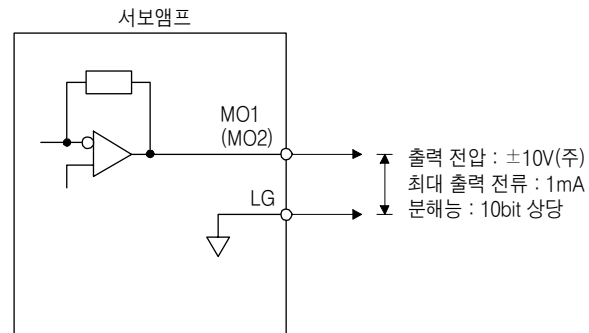 서보앰프
MO1
(MO2)
LG
출력 전압 : ±10V(주)
최대 출력 전류 : 1mA
분해능 : 10bit 상당